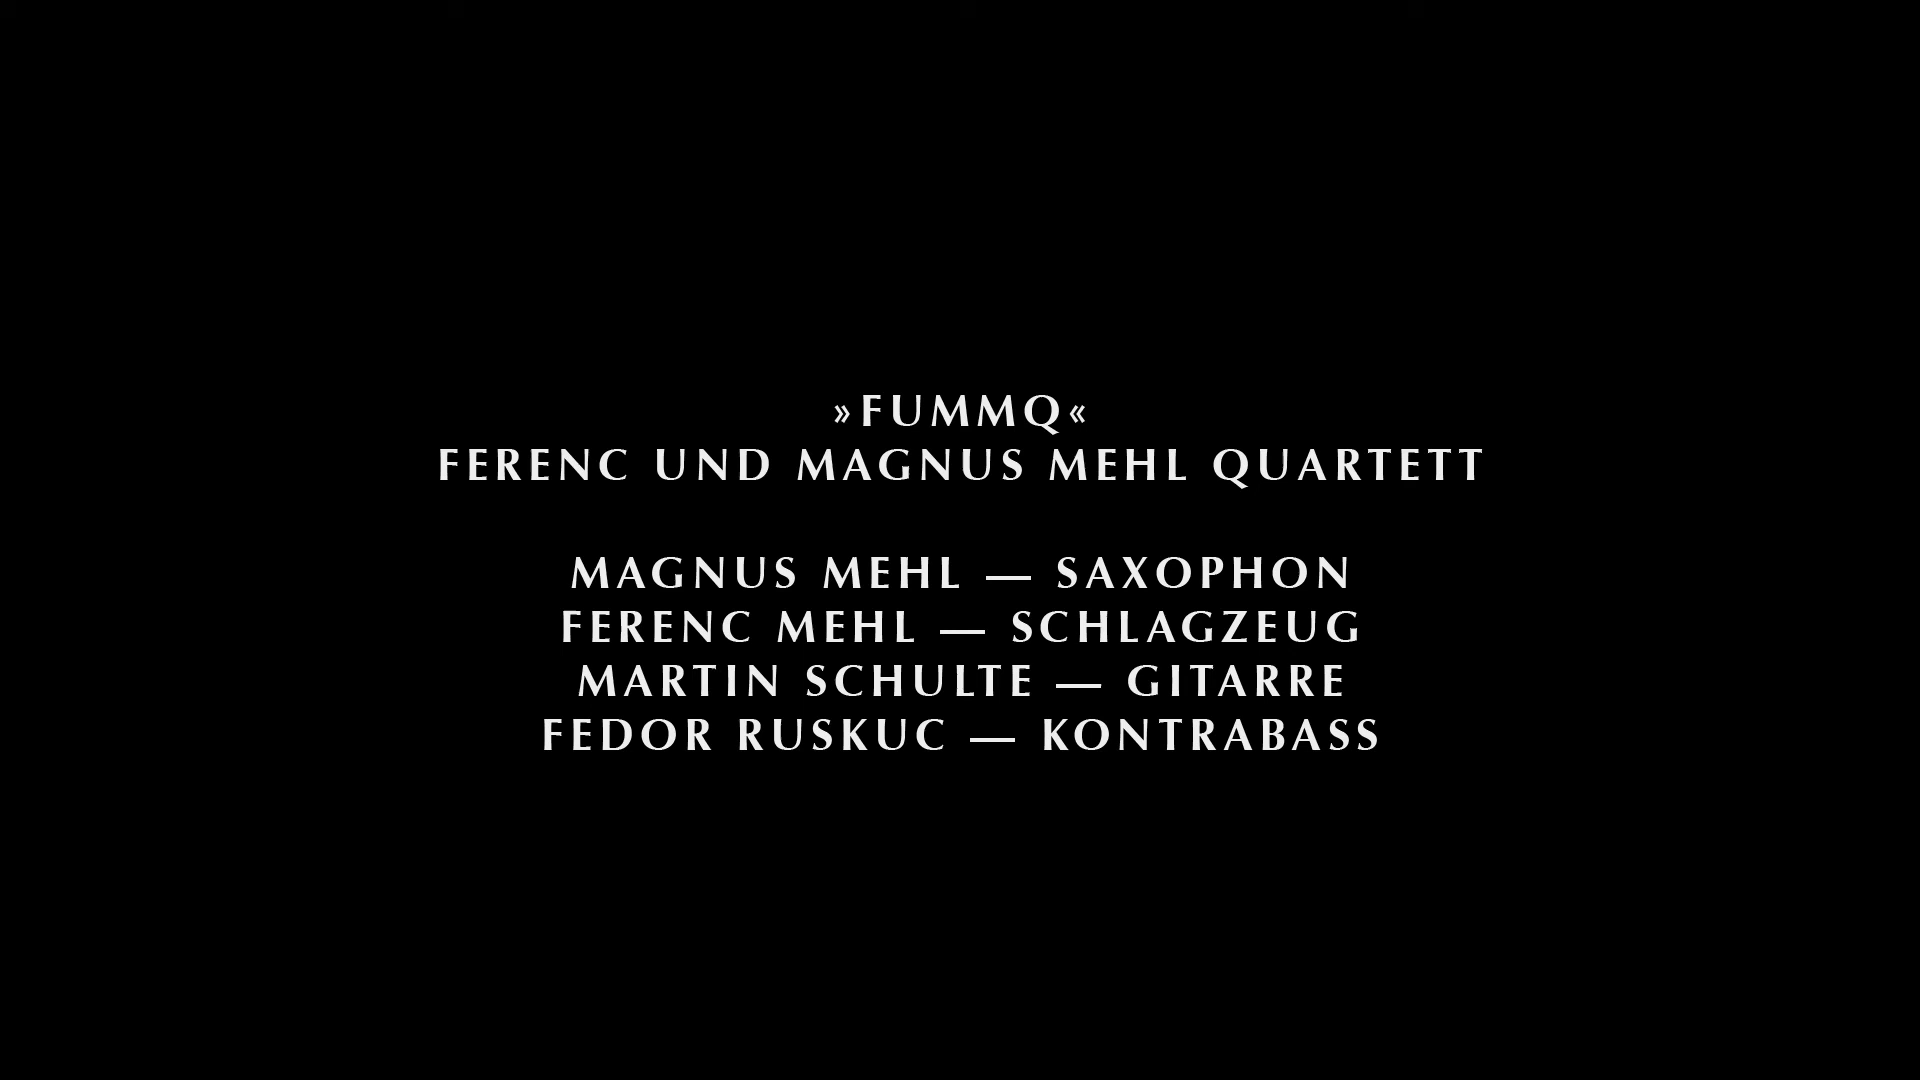 »FUMMQ«
FERENC UND MAGNUS MEHL QUARTETT
MAGNUS MEHL — SAXOPHON
FERENC MEHL — SCHLAGZEUG
MARTIN SCHULTE — GITARRE
FEDOR RUSKUC — KONTRABASS